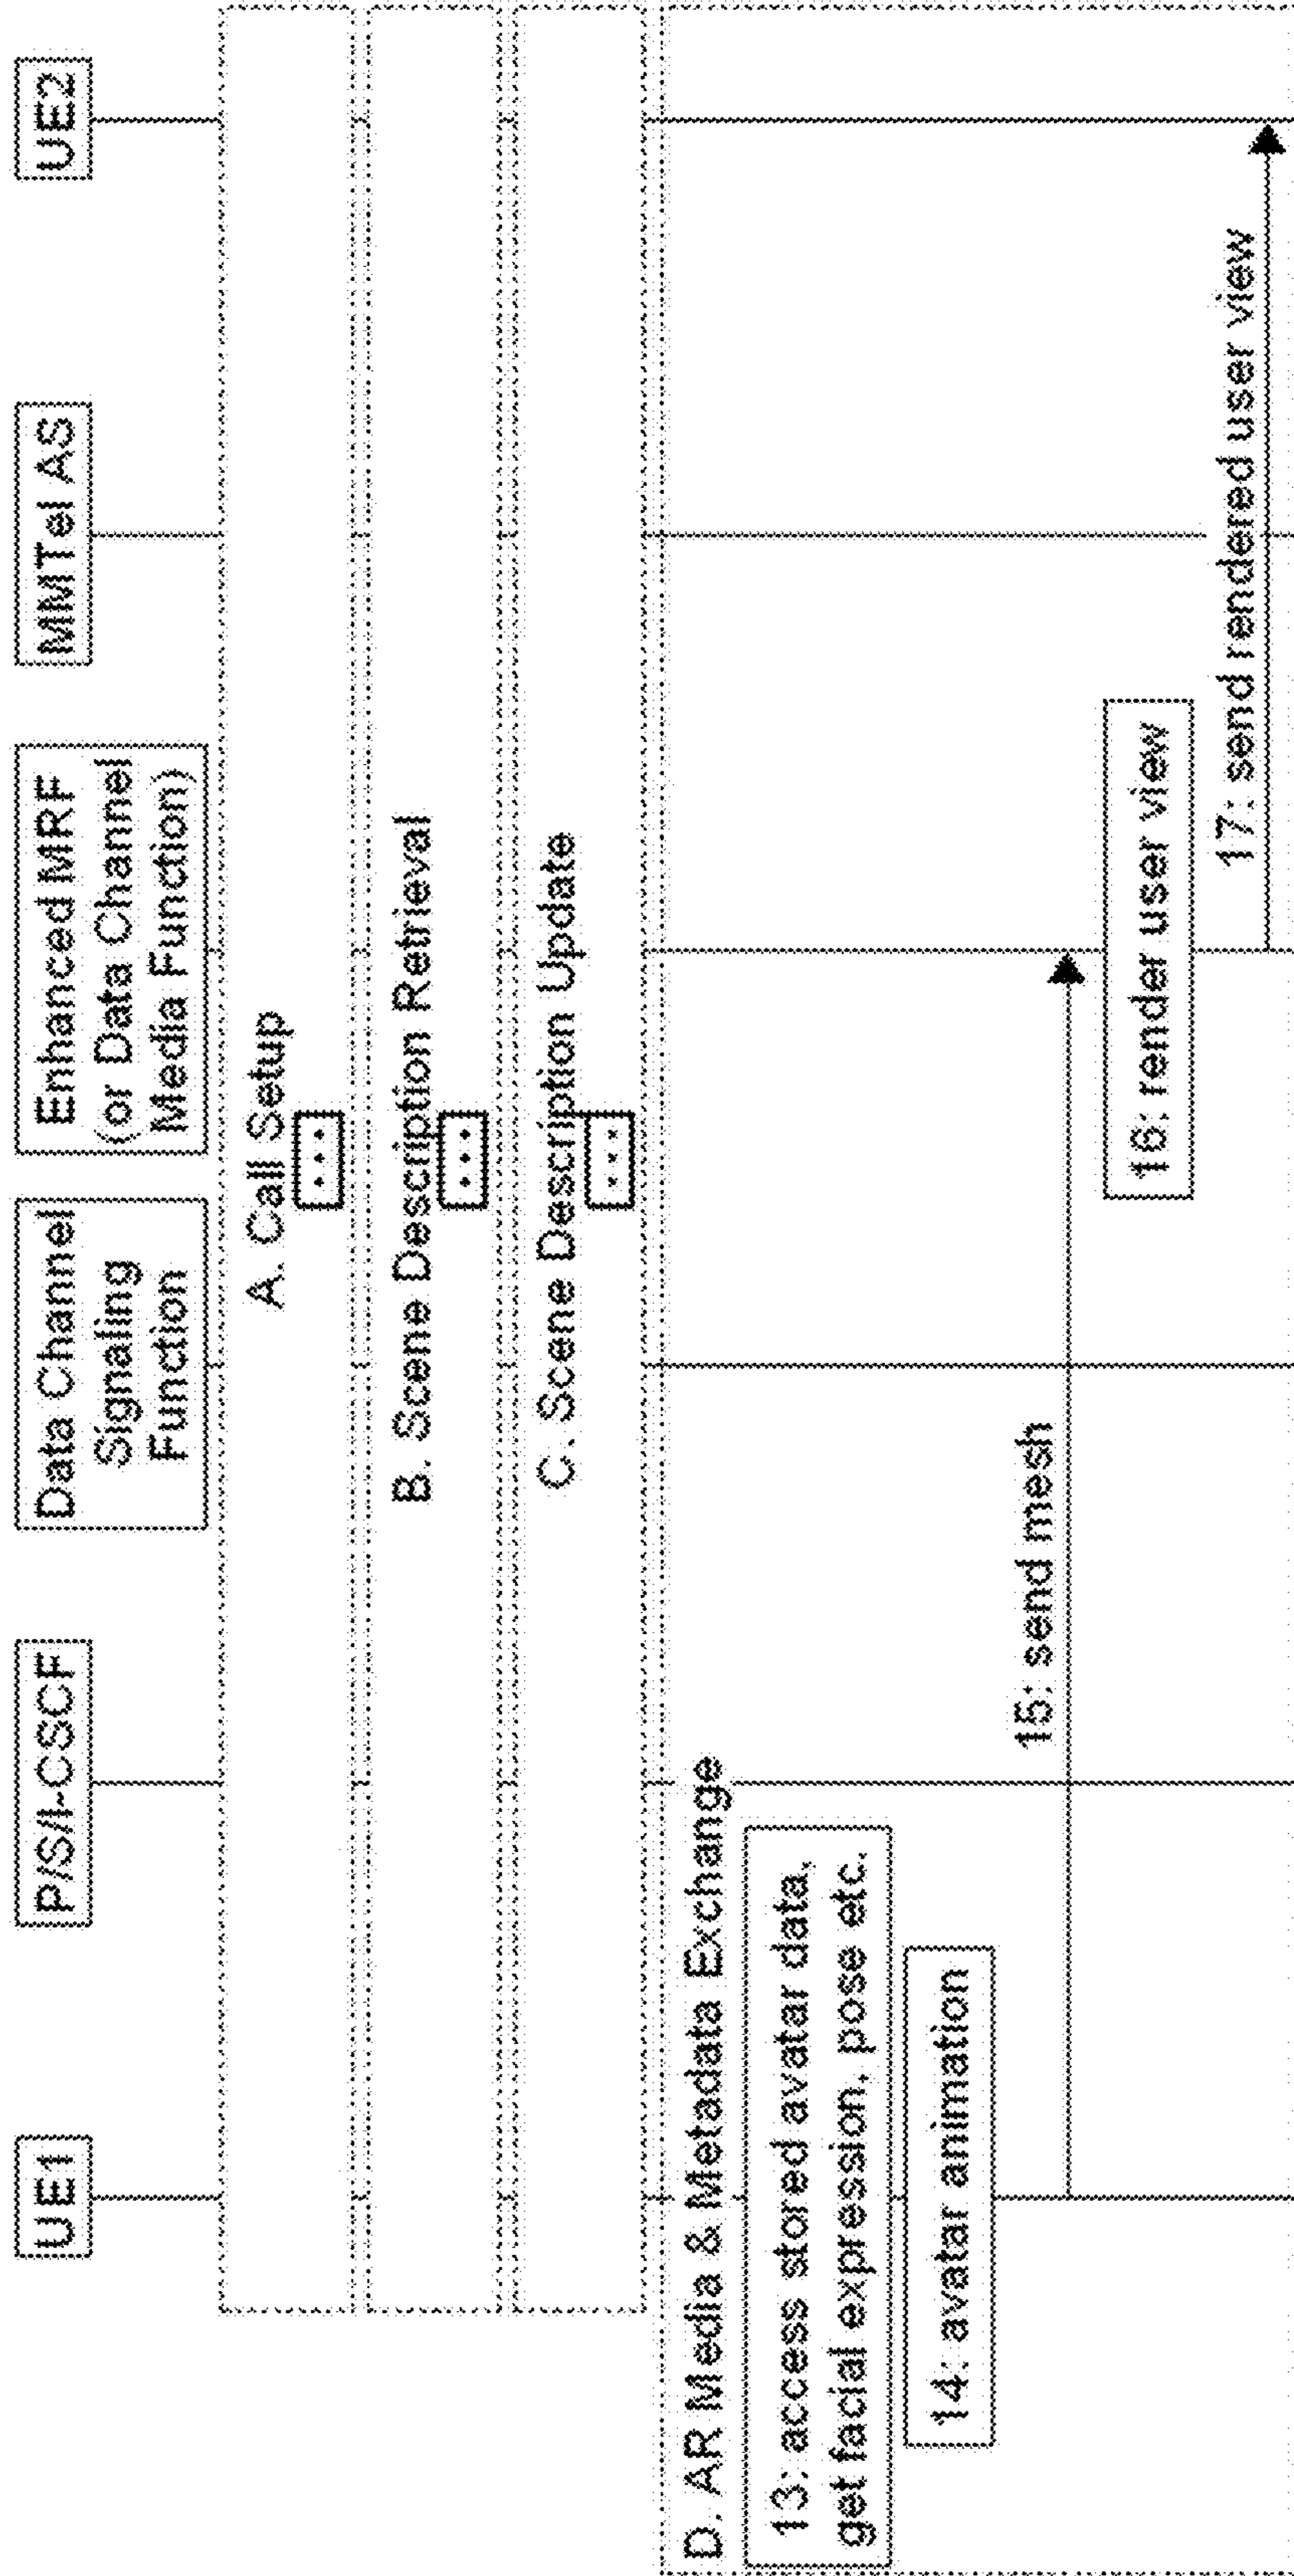 UE1
P/S/I-CSCF
Data Channel
Signaling
Function
Enhanced MRF
(or Data Channel
Media Function)
MMTel AS
UE2
A. Call Setup
...
B. Scene Description Retrieval
...
C. Scene Description Update
...
D. AR Media & Metadata Exchange
13: access stored avatar data,
get facial expression, pose etc.
14: avatar animation
15: send mesh
16: render user view
17: send rendered user view